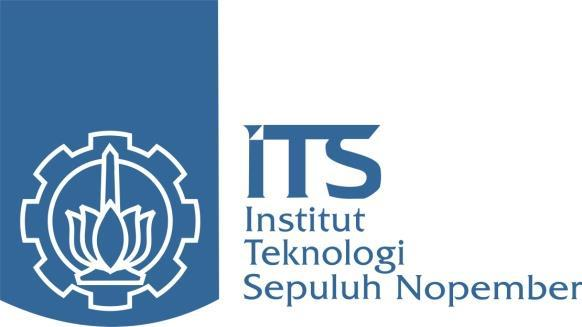 iTS
Institut
Teknologi
Sepuluh Nopember